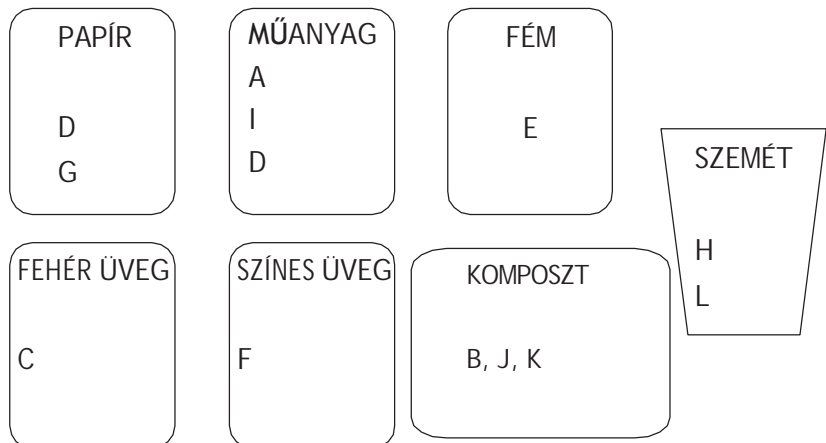 PAPÍR
D
G
MŰANYAG
A
I
D
FÉM
E
SZEMÉT
H
L
FEHÉR ÜVEG
C
SZÍNES ÜVEG
F
KOMPOSZT
B, J, K